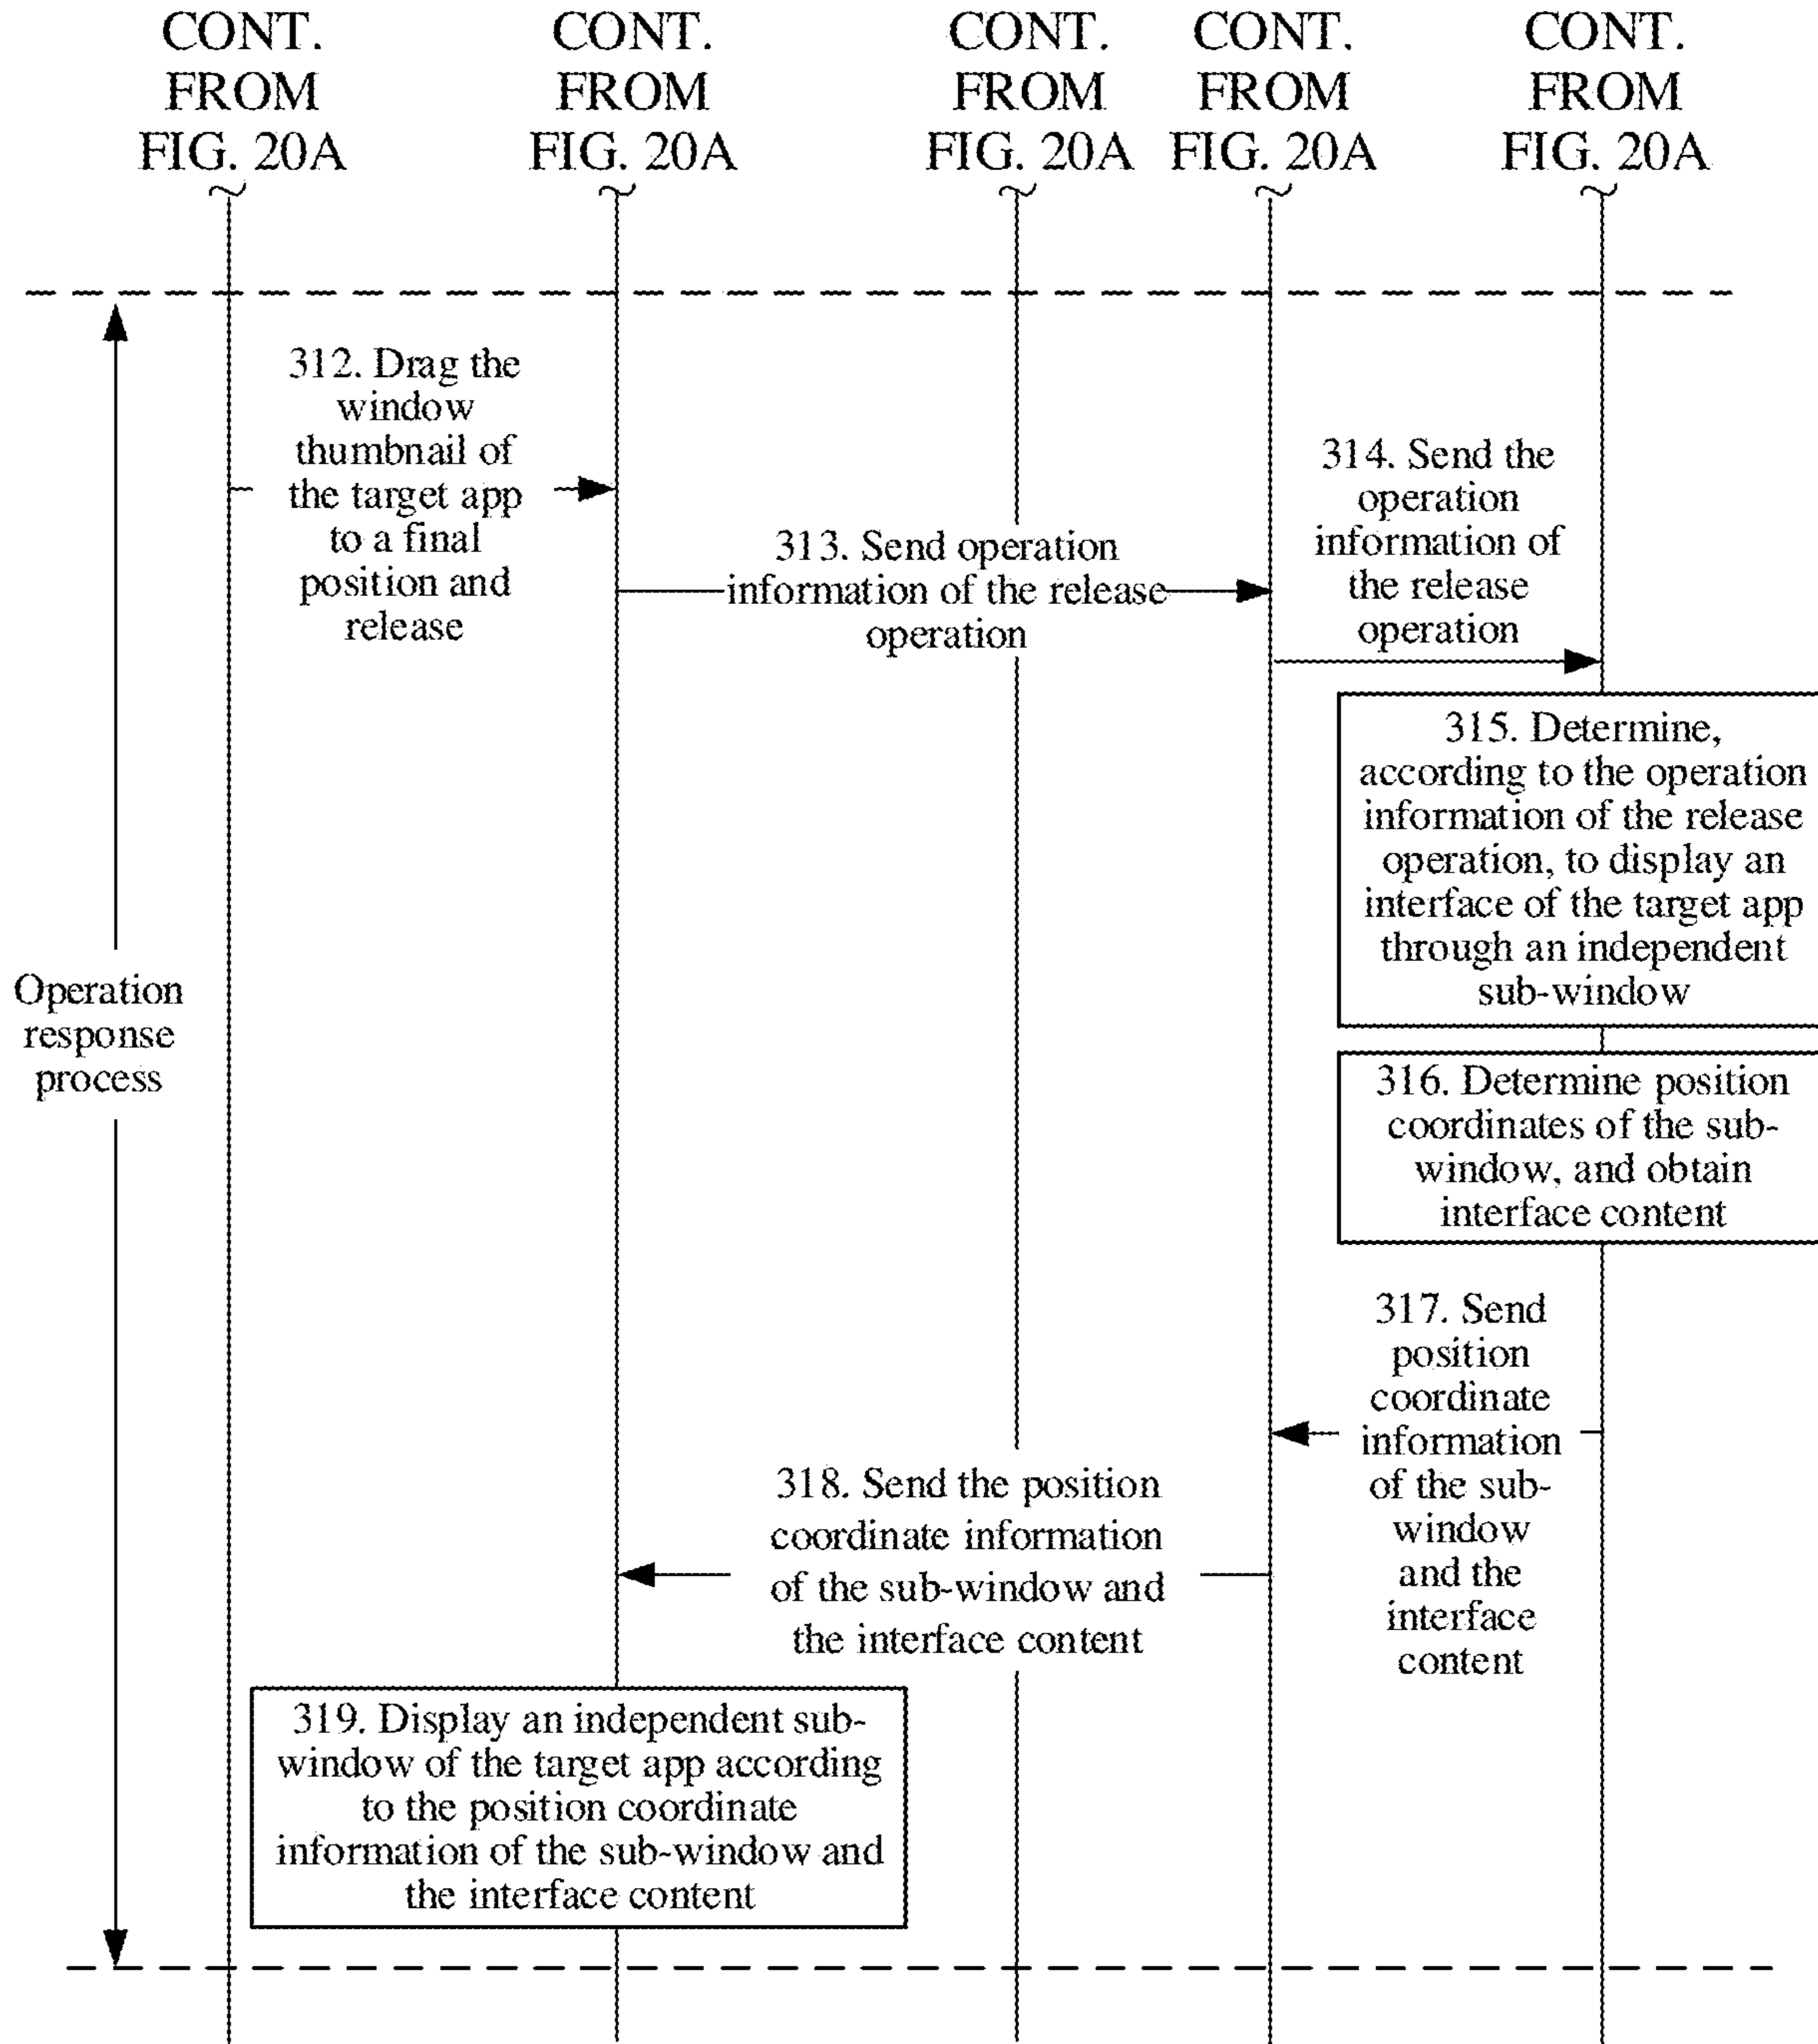 CONT.
FROM
FIG. 20A
CONT.
FROM
FIG. 20A
CONT.
FROM
FIG. 20A
CONT.
FROM
FIG. 20A
CONT.
FROM
FIG. 20A
Operation
response
process
312. Drag the
window
thumbnail of
the target app
to a final
position and
release
313. Send operation
information of the release
operation
314. Send the
operation
information of
the release
operation
315. Determine,
according to the operation
information of the release
operation, to display an
interface of the target app
through an independent
sub-window
316. Determine position
coordinates of the sub-
window, and obtain
interface content
317. Send
position
coordinate
information
of the sub-
window
and the
interface
content
318. Send the position
coordinate information
of the sub-window and
the interface content
319. Display an independent sub-
window of the target app according
to the position coordinate
information of the sub-window and
the interface content